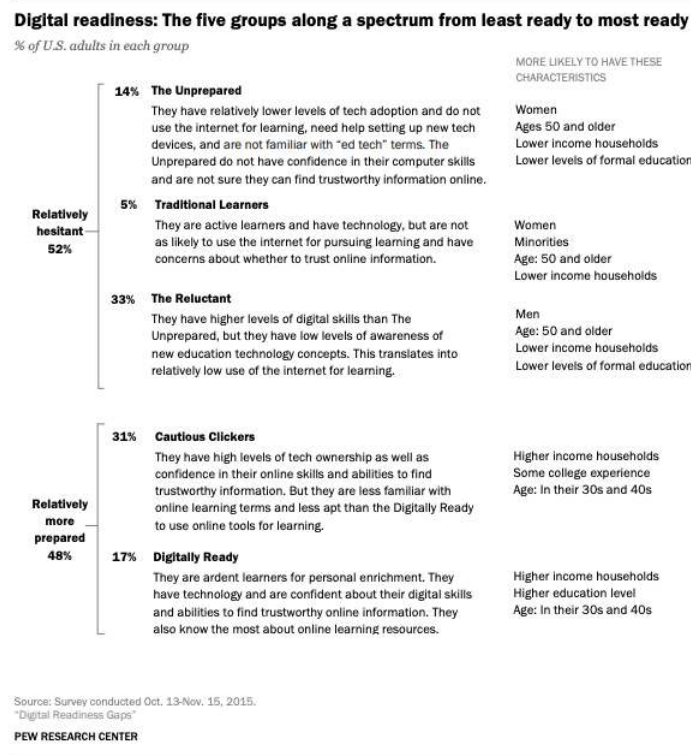 Digital readiness: The five groups along a spectrum from least ready to most ready
% of U.S. adults in each group
MORE LIKELY TO HAVE THESE
CHARACTERISTICS
Relatively
hesitant
52%
14% The Unprepared
They have relatively lower levels of tech adoption and do not
use the internet for learning, need help setting up new tech
devices, and are not familiar with “ed tech” terms. The
Unprepared do not have confidence in their computer skills
and are not sure they can find trustworthy information online.
Women
Ages 50 and older
Lower income households
Lower levels of formal education
5% Traditional Learners
They are active learners and have technology, but are not
as likely to use the internet for pursuing learning and have
concerns about whether to trust online information.
Women
Minorities
Age: 50 and older
Lower income households
33% The Reluctant
They have higher levels of digital skills than The
Unprepared, but they have low levels of awareness of
new education technology concepts. This translates into
relatively low use of the internet for learning.
Men
Age: 50 and older
Lower income households
Lower levels of formal education
Relatively
more
prepared
48%
31% Cautious Clickers
They have high levels of tech ownership as well as
confidence in their online skills and abilities to find
trustworthy information. But they are less familiar with
online learning terms and less apt than the Digitally Ready
to use online tools for learning.
Higher income households
Some college experience
Age: In their 30s and 40s
17% Digitally Ready
They are ardent learners for personal enrichment. They
have technology and are confident about their digital skills
and abilities to find trustworthy online information. They
also know the most about online learning resources.
Higher income households
Higher education level
Age: In their 30s and 40s
Source: Survey conducted Oct. 13-Nov. 15, 2015.
“Digital Readiness Gaps”
PEW RESEARCH CENTER